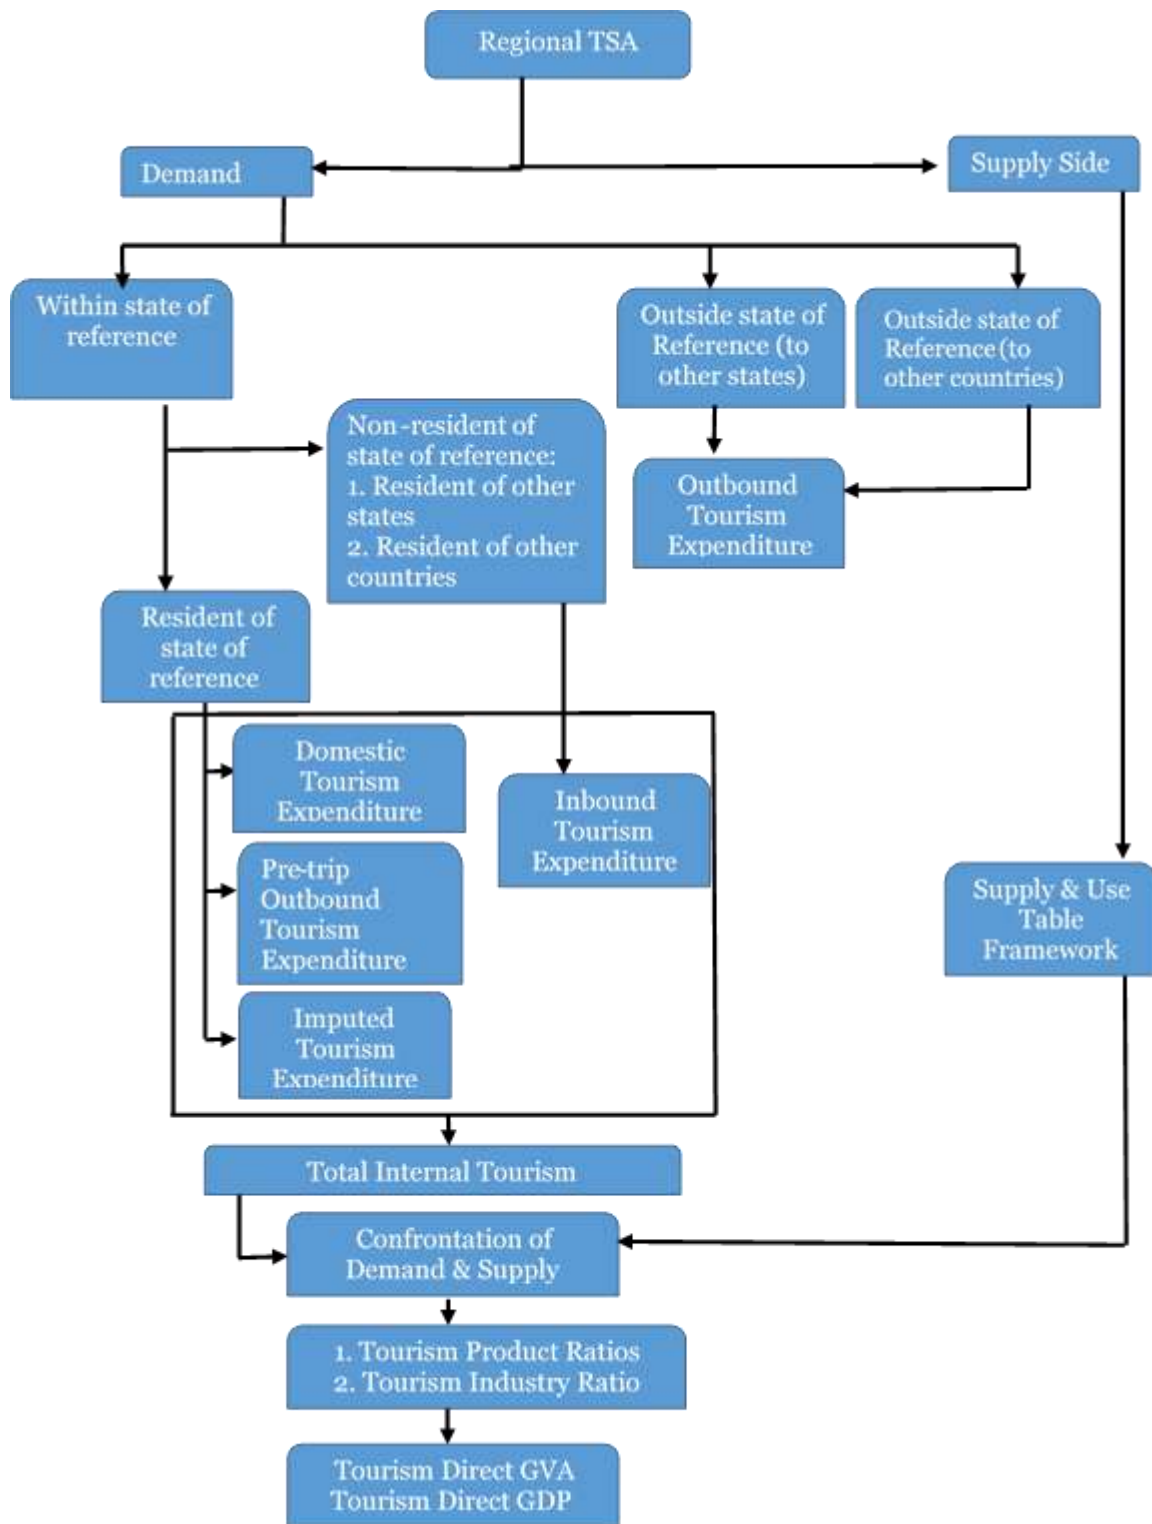 Regional TSA
Demand
Supply Side
Within state of
reference
Outside state of
Reference (to
other states)
Outside state of
Reference (to
other countries)
Non-resident of
state of reference:
1. Resident of other
states
2. Resident of other
countries
Outbound
Tourism
Expenditure
Resident of
state of
reference
Domestic
Tourism
Expenditure
Inbound
Tourism
Expenditure
Pre-trip
Outbound
Tourism
Expenditure
Supply & Use
Table
Framework
Imputed
Tourism
Expenditure
Total Internal Tourism
Confrontation of
Demand & Supply
1. Tourism Product Ratios
2. Tourism Industry Ratio
Tourism Direct GVA
Tourism Direct GDP